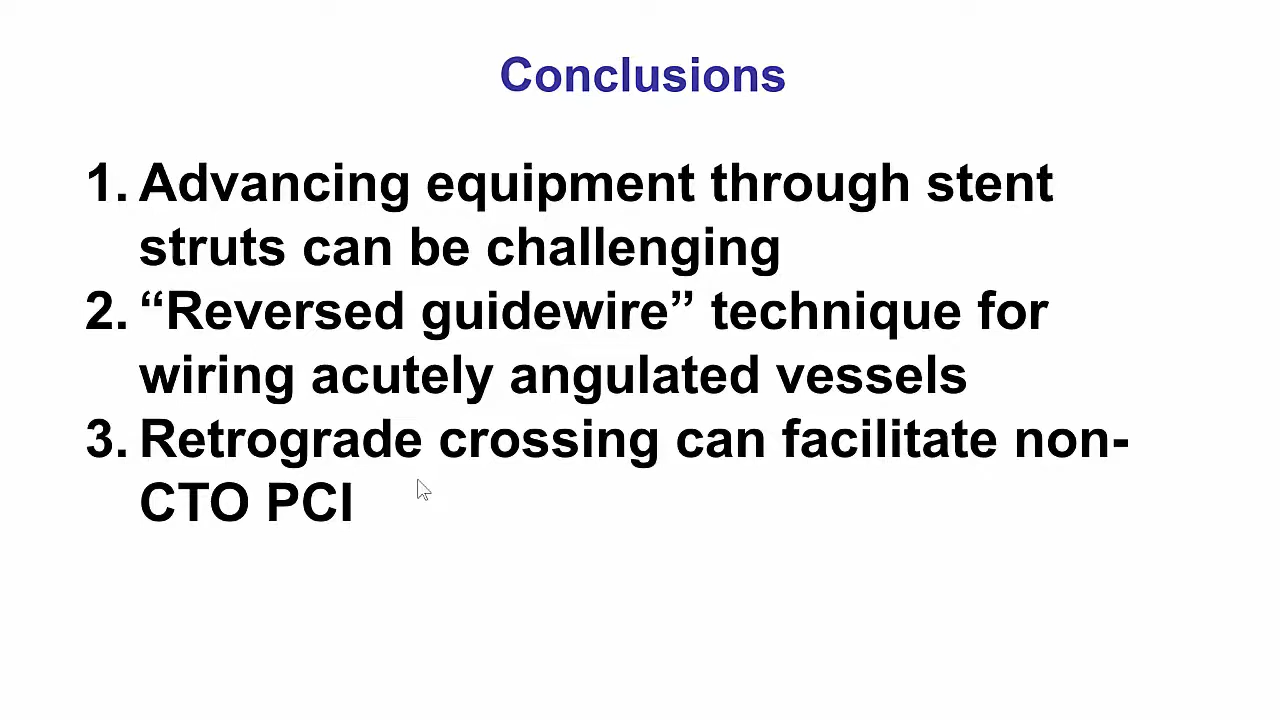 Conclusions
1. Advancing equipment through stent
struts can be challenging
2. “Reversed guidewire” technique for
wiring acutely angulated vessels
3. Retrograde crossing can facilitate non-
CTO PCI